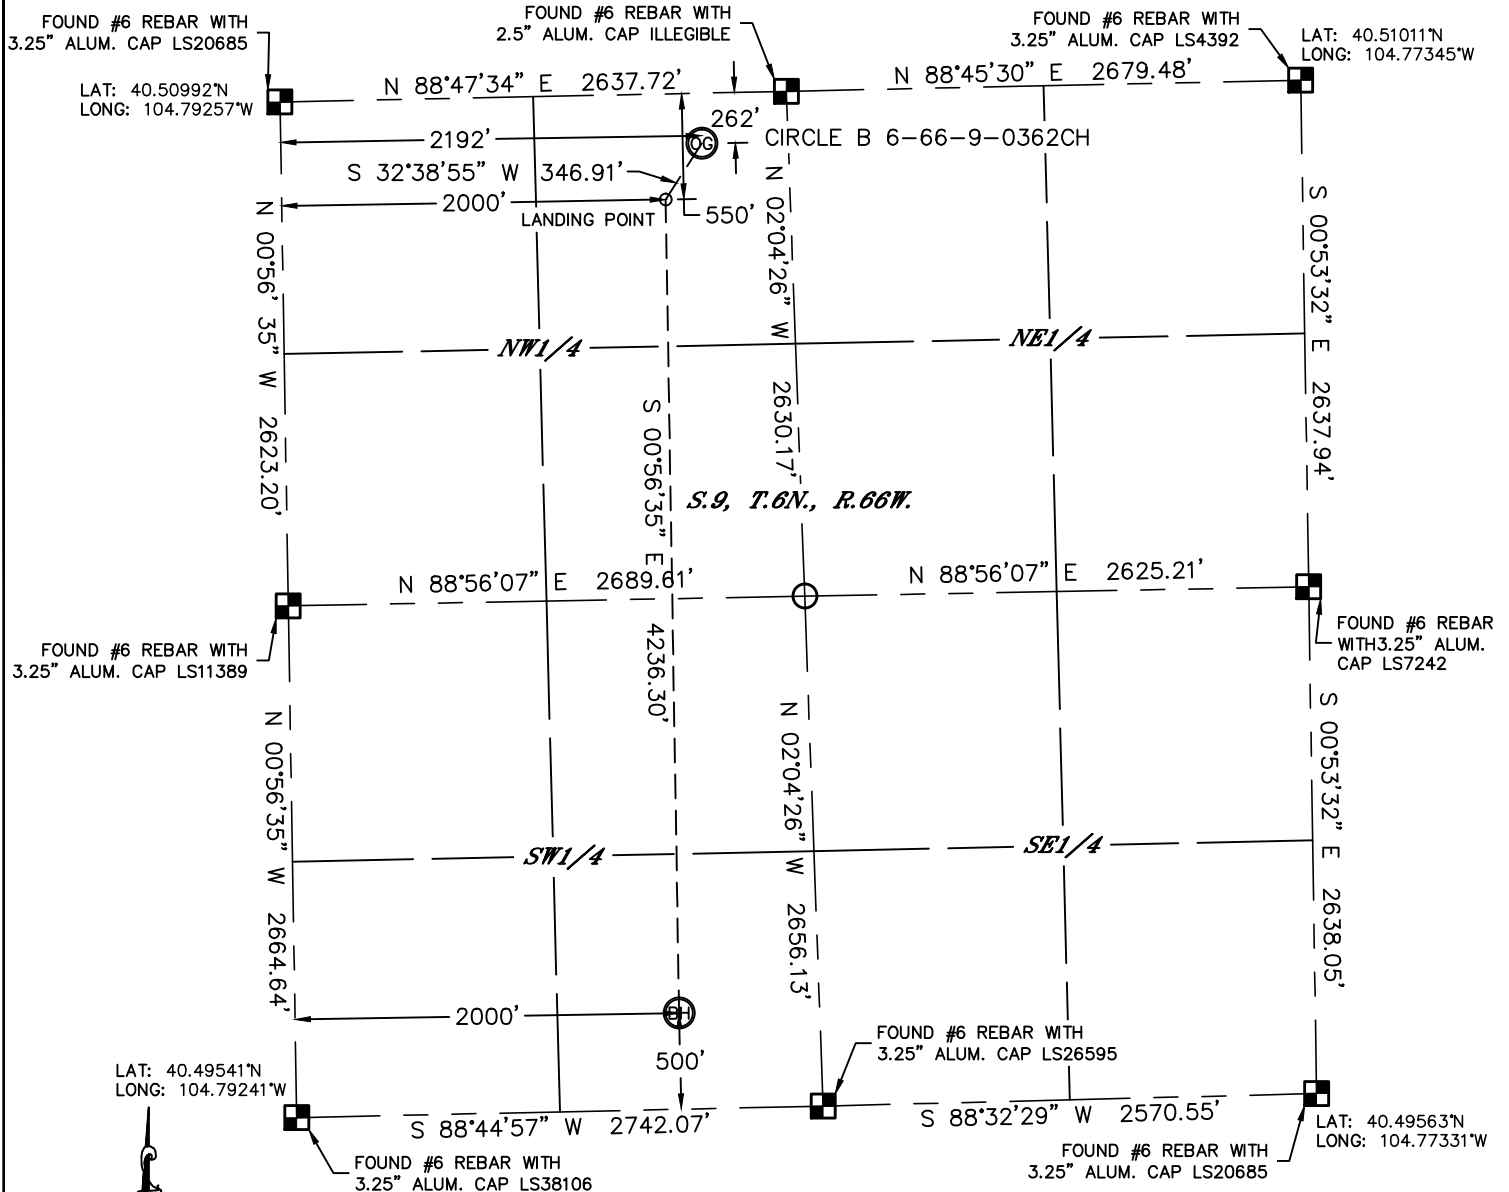 FOUND #6 REBAR WITH
3.25" ALUM. CAP LS20685
FOUND #6 REBAR WITH
2.5" ALUM. CAP ILLEGIBLE
FOUND #6 REBAR WITH
3.25" ALUM. CAP LS4392
LAT: 40.51011°N
LONG: 104.77345°W
LAT: 40.50992°N
LONG: 104.79257°W
N 88°47'34" E 2637.72'
N 88°45'30" E 2679.48'
2192'
262'
OG
CIRCLE B 6-66-9-0362CH
S 32°38'55" W 346.91'
2000'
LANDING POINT
550'
N 00°56' 35" W 2623.20'
N 02°04'26" W 2630.17'
S 00°53'32" E 2637.94'
NW1/4
NE1/4
S 00°56'35" E 4236.30'
S.9, T.6N., R.66W.
N 88°56'07" E 2689.61'
N 88°56'07" E 2625.21'
FOUND #6 REBAR WITH
3.25" ALUM. CAP LS11389
FOUND #6 REBAR
WITH3.25" ALUM.
CAP LS7242
N 00°56'35" W 2664.64'
N 02°04'26" W 2656.13'
S 00°53'32" E 2638.05'
SW1/4
SE1/4
2000'
BH
500'
FOUND #6 REBAR WITH
3.25" ALUM. CAP LS26595
LAT: 40.49541°N
LONG: 104.79241°W
S 88°44'57" W 2742.07'
S 88°32'29" W 2570.55'
LAT: 40.49563°N
LONG: 104.77331°W
FOUND #6 REBAR WITH
3.25" ALUM. CAP LS38106
FOUND #6 REBAR WITH
3.25" ALUM. CAP LS20685